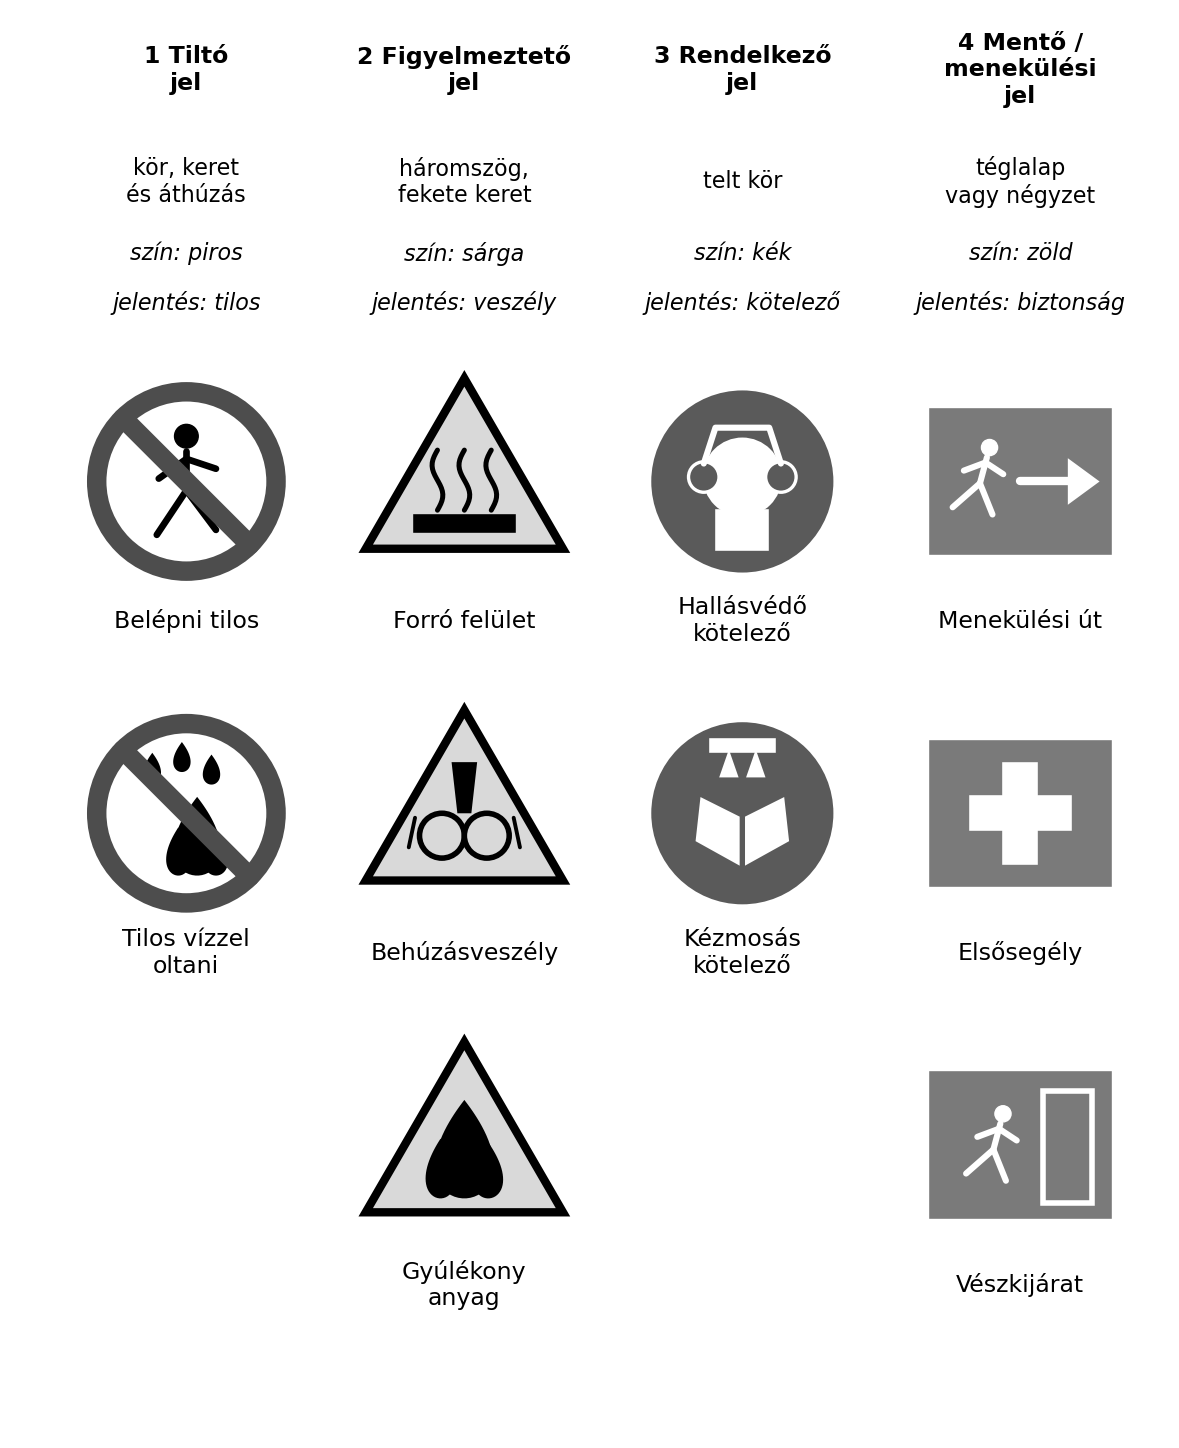 1 Tiltó
jel
2 Figyelmeztető
jel
3 Rendelkező
jel
4 Mentő /
menekülési
jel
kör, keret
és áthúzás
háromszög,
fekete keret
telt kör
téglalap
vagy négyzet
szín: piros
szín: sárga
szín: kék
szín: zöld
jelentés: tilos
jelentés: veszély
jelentés: kötelező
jelentés: biztonság
Belépni tilos
Forró felület
Hallásvédő
kötelező
Menekülési út
Tilos vízzel
oltani
Behúzásveszély
Kézmosás
kötelező
Elsősegély
Gyúlékony
anyag
Vészkijárat